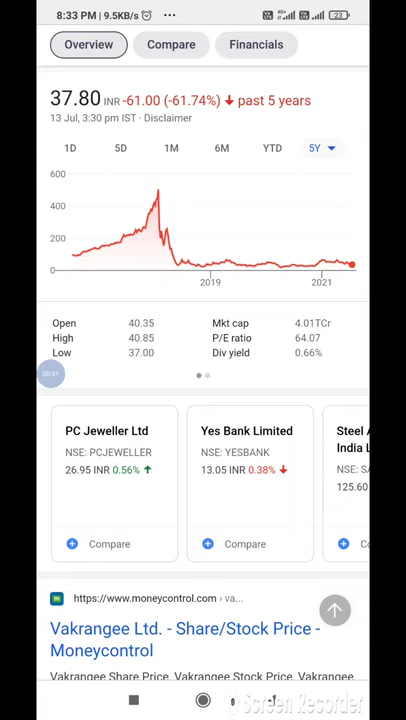 8:33 PM | 9.5KB/s
4G+
23
Overview
Compare
Financials
37.80 INR -61.00 (-61.74%) past 5 years
13 Jul, 3:30 pm IST · Disclaimer
1D 5D 1M 6M YTD 5Y
600
400
200
0
2019 2021
Open 40.35 Mkt cap 4.01TCr
High 40.85 P/E ratio 64.07
Low 37.00 Div yield 0.66%
00:31
PC Jeweller Ltd
NSE: PCJEWELLER
26.95 INR 0.56%
Compare
Yes Bank Limited
NSE: YESBANK
13.05 INR 0.38%
Compare
Steel A
India L
NSE: SA
125.60
Co
https://www.moneycontrol.com › va...
Vakrangee Ltd. - Share/Stock Price -
Moneycontrol
Vakrangee Share Price, Vakrangee Stock Price, Vakrangee
Screen Recorder